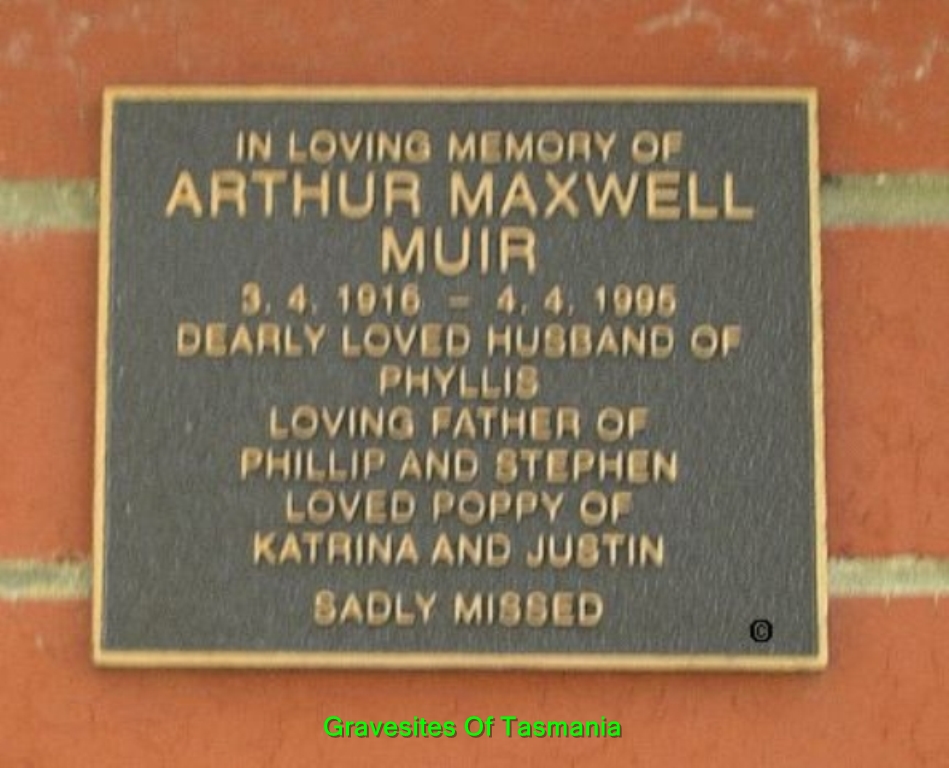 IN LOVING MEMORY OF
ARTHUR MAXWELL
MUIR
3. 4. 1916 – 4. 4. 1995
DEARLY LOVED HUSBAND OF
PHYLLIS
LOVING FATHER OF
PHILLIP AND STEPHEN
LOVED POPPY OF
KATRINA AND JUSTIN
SADLY MISSED
©
Gravesites Of Tasmania